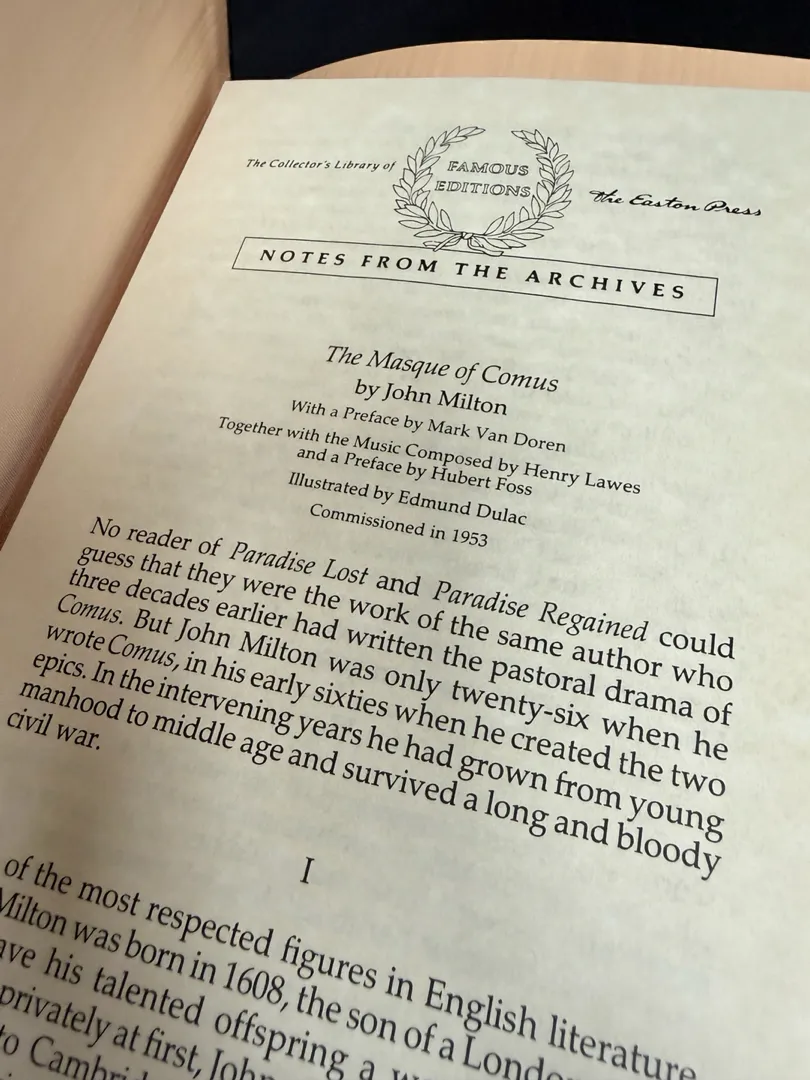 The Collector's Library of
FAMOUS
EDITIONS
the Easton Press
NOTES FROM THE ARCHIVES
The Masque of Comus
by John Milton
With a Preface by Mark Van Doren
Together with the Music Composed by Henry Lawes
and a Preface by Hubert Foss
Illustrated by Edmund Dulac
Commissioned in 1953
No reader of Paradise Lost and Paradise Regained could
guess that they were the work of the same author who
three decades earlier had written the pastoral drama of
Comus. But John Milton was only twenty-six when he
wrote Comus, in his early sixties when he created the two
epics. In the intervening years he had grown from young
manhood to middle age and survived a long and bloody
civil war.
I
of the most respected figures in English literature
Milton was born in 1608, the son of a
his talented offspring a
privately at first,
to